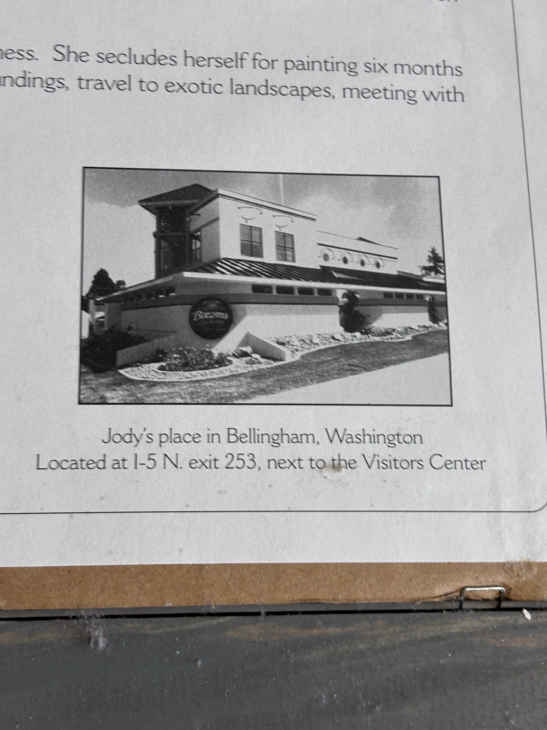 ness. She secludes herself for painting six months
ndings, travel to exotic landscapes, meeting with
Jody's place in Bellingham, Washington
Located at I-5 N. exit 253, next to the Visitors Center